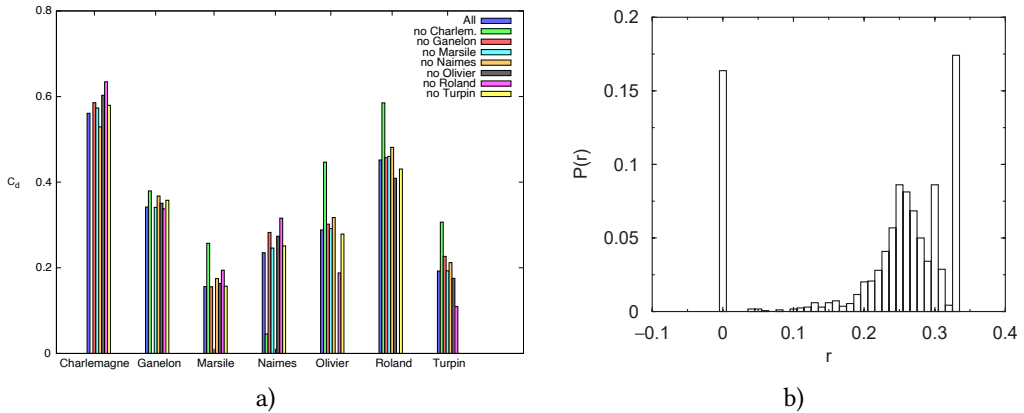 0.8
0.6
0.4
0.2
0
C_d
All
no Charlem.
no Ganelon
no Marsile
no Naimes
no Olivier
no Roland
no Turpin
Charlemagne Ganelon Marsile Naimes Olivier Roland Turpin
a)
0.2
0.15
0.1
0.05
0
P(r)
−0.1 0 0.1 0.2 0.3 0.4
r
b)